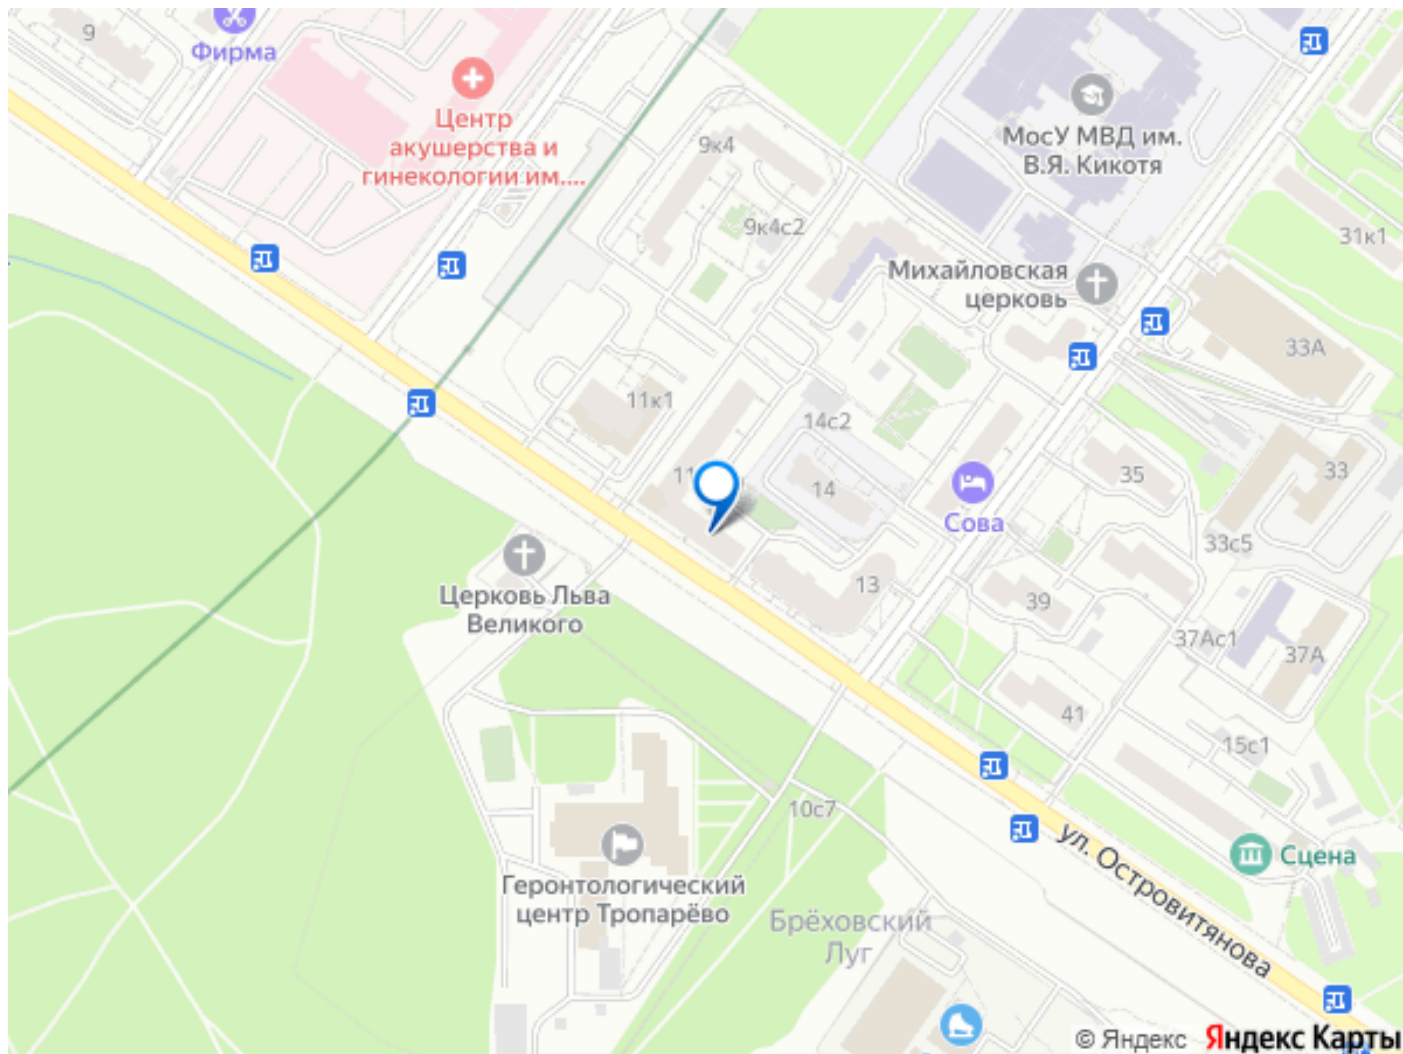 9
Фирма
Центр
акушерства и
гинекологии им....
9к4
МосУ МВД им.
В.Я. Кикотя
9к4с2
31к1
Михайловская
церковь
33А
11к1
14с2
11
14
35
33
Сова
33с5
Церковь Льва
Великого
13
39
37Ас1
37А
41
15с1
10с7
ул. Островитянова
Сцена
Геронтологический
центр Тропарёво
Брёховский
Луг
© Яндекс Яндекс Карты